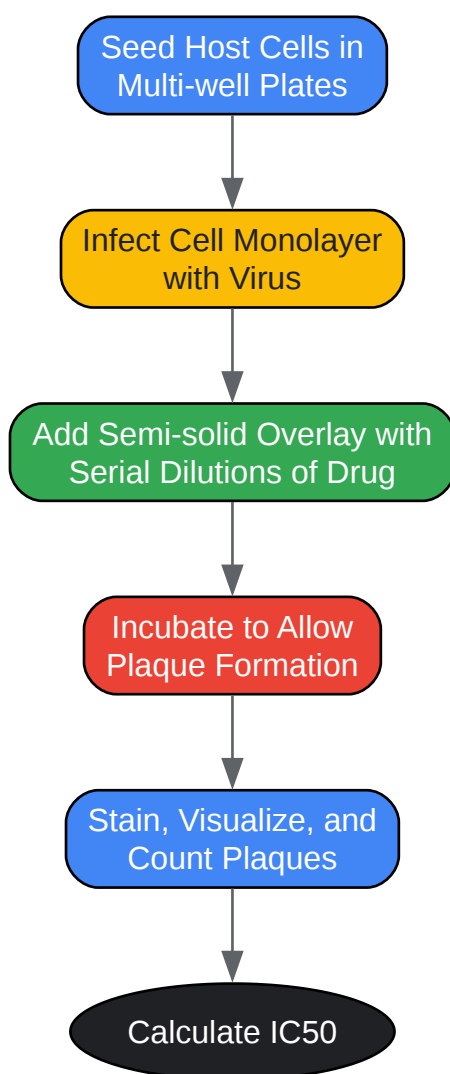 Seed Host Cells in
Multi-well Plates
Infect Cell Monolayer
with Virus
Add Semi-solid Overlay with
Serial Dilutions of Drug
Incubate to Allow
Plaque Formation
Stain, Visualize, and
Count Plaques
Calculate IC50